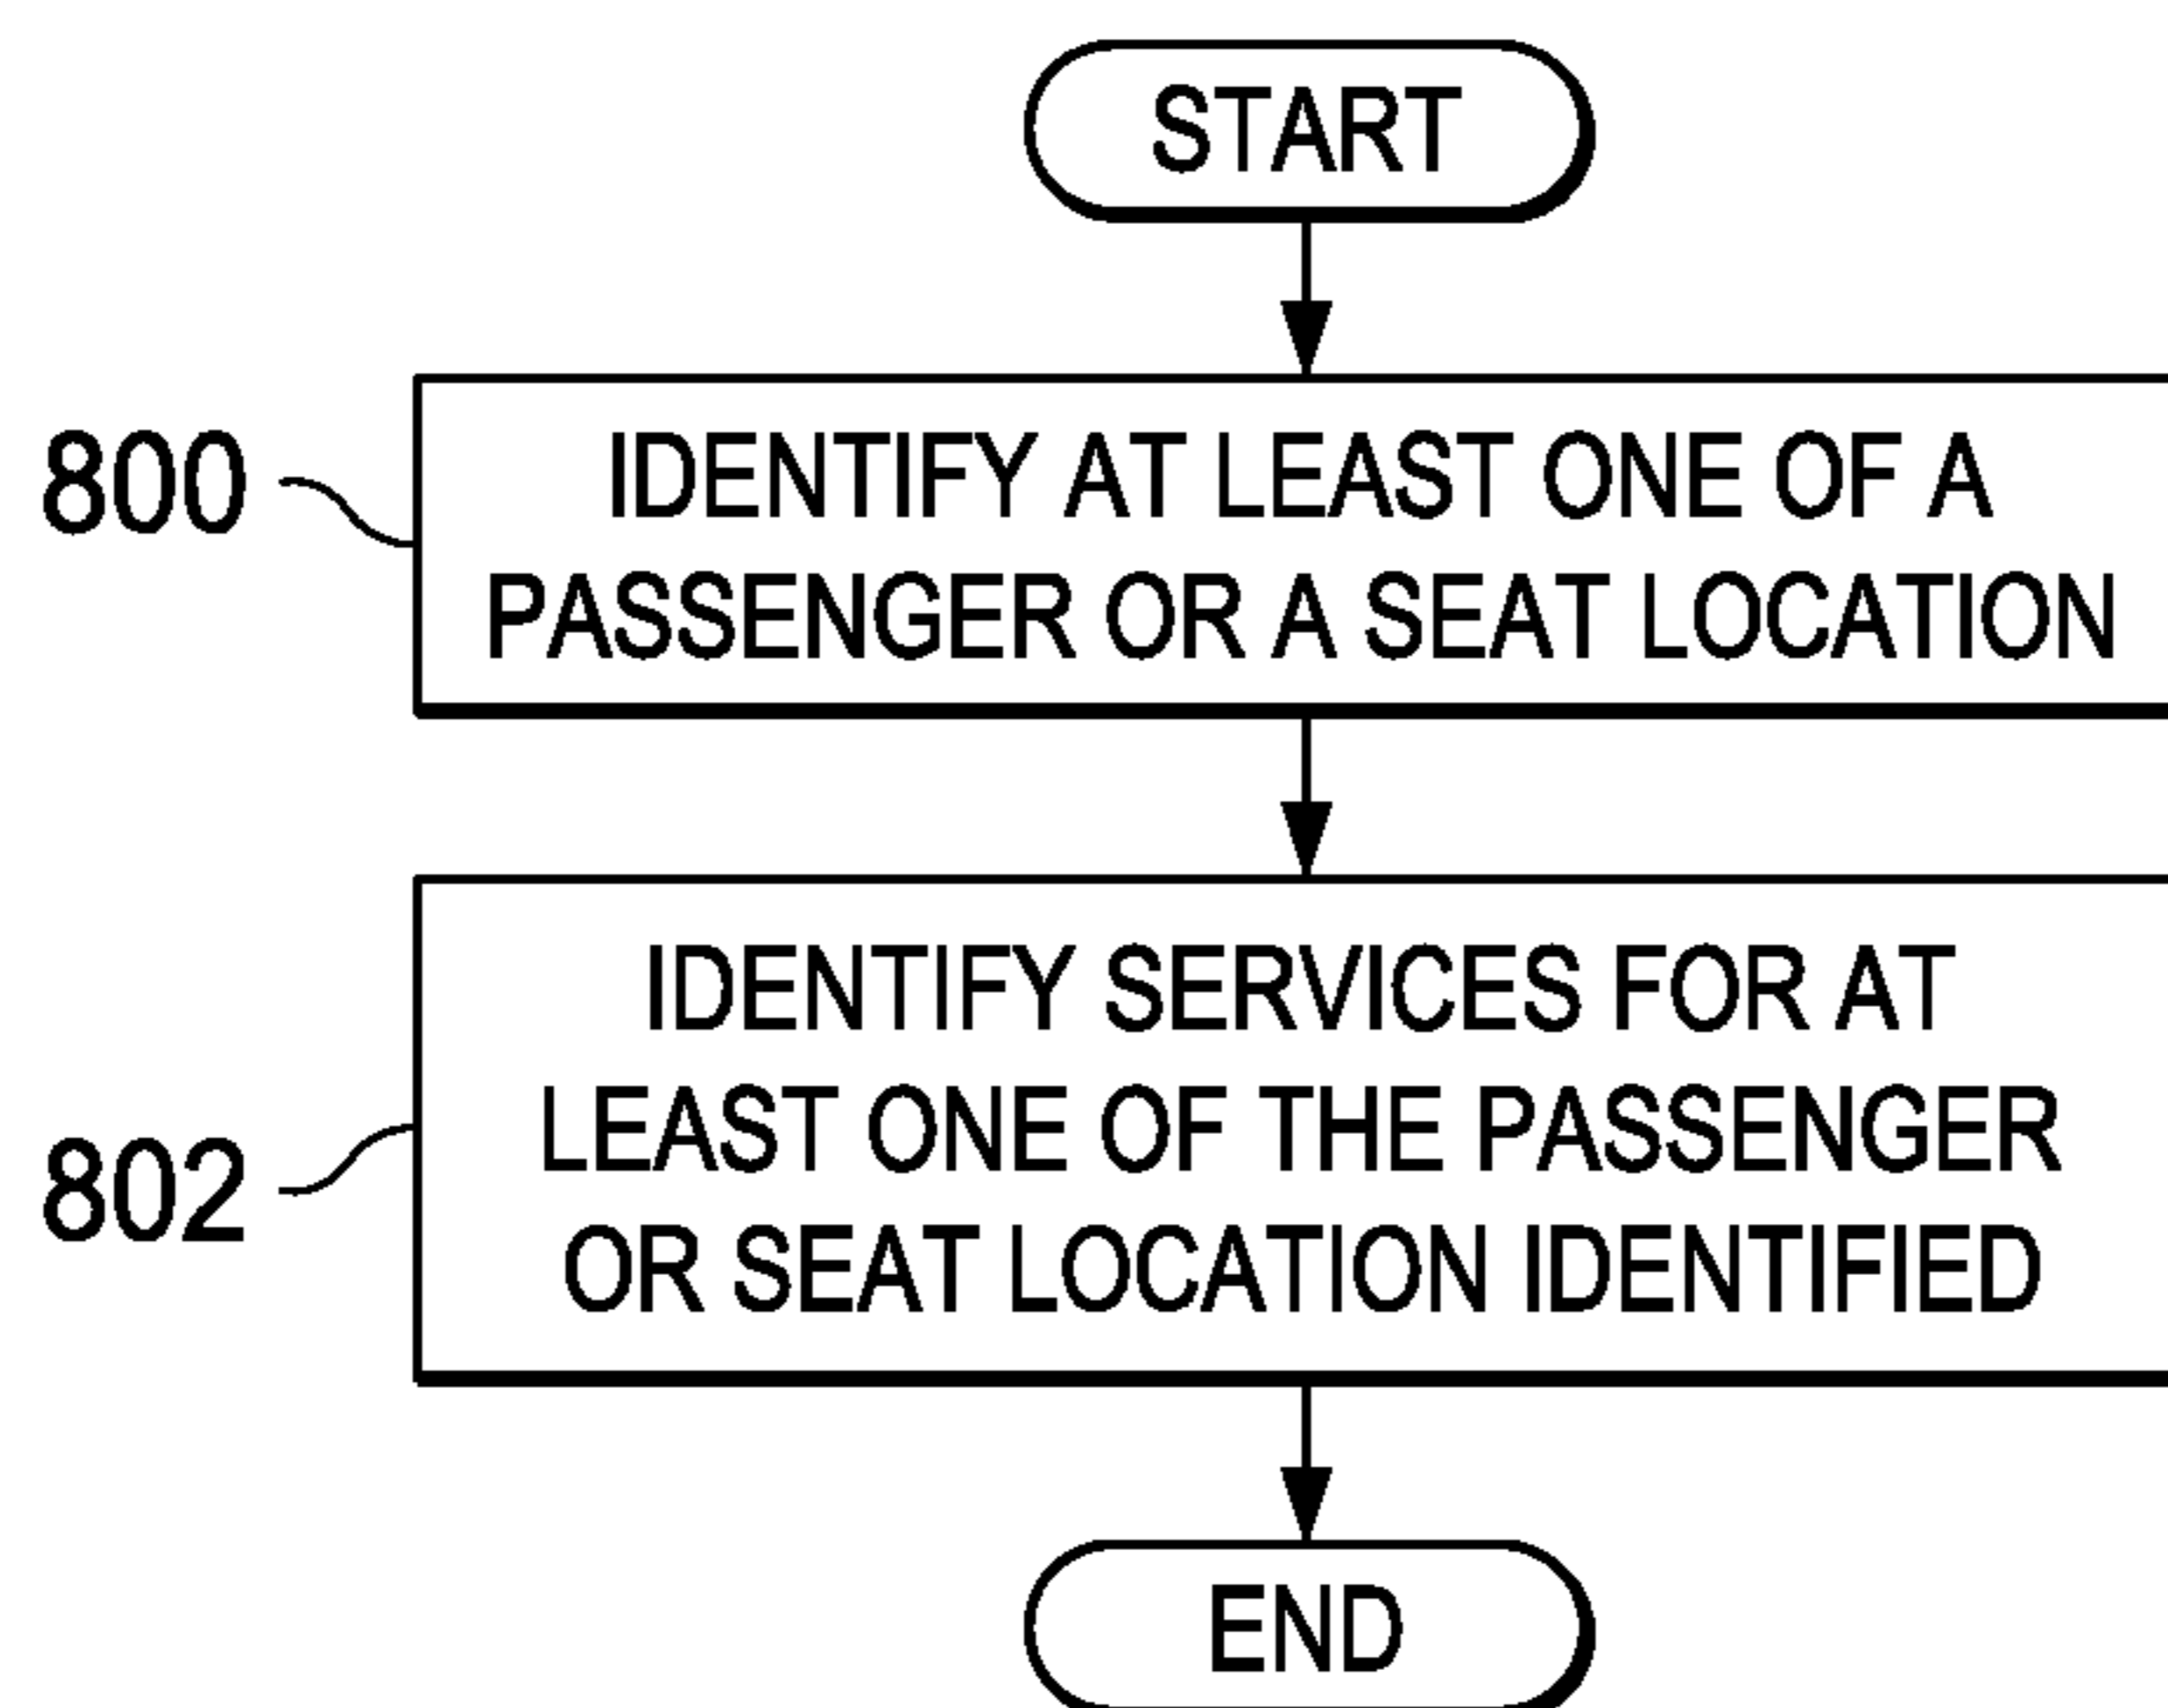 START
800
IDENTIFY AT LEAST ONE OF A
PASSENGER OR A SEAT LOCATION
802
IDENTIFY SERVICES FOR AT
LEAST ONE OF THE PASSENGER
OR SEAT LOCATION IDENTIFIED
END